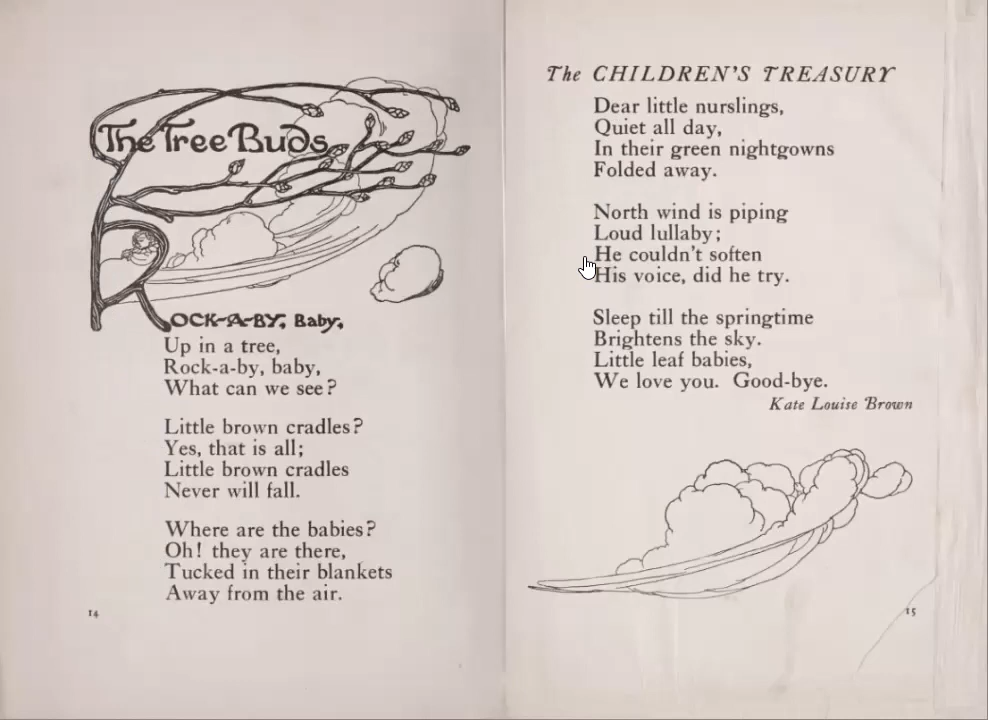 The Tree Buds
ROCK-A-BY, Baby,
Up in a tree,
Rock-a-by, baby,
What can we see?
Little brown cradles?
Yes, that is all;
Little brown cradles
Never will fall.
Where are the babies?
Oh! they are there,
Tucked in their blankets
Away from the air.
14
The CHILDREN'S TREASURY
Dear little nurslings,
Quiet all day,
In their green nightgowns
Folded away.
North wind is piping
Loud lullaby;
He couldn't soften
His voice, did he try.
Sleep till the springtime
Brightens the sky.
Little leaf babies,
We love you. Good-bye.
Kate Louise Brown
15